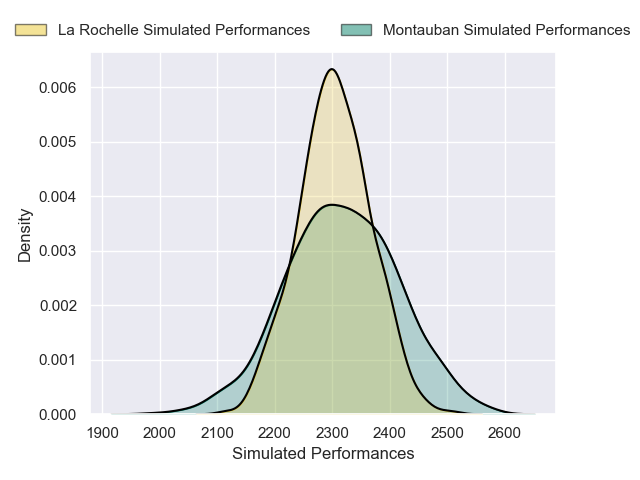 La Rochelle Simulated Performances
Montauban Simulated Performances
0.006
0.005
0.004
0.003
0.002
0.001
0.000
Density
1900 2000 2100 2200 2300 2400 2500 2600
Simulated Performances